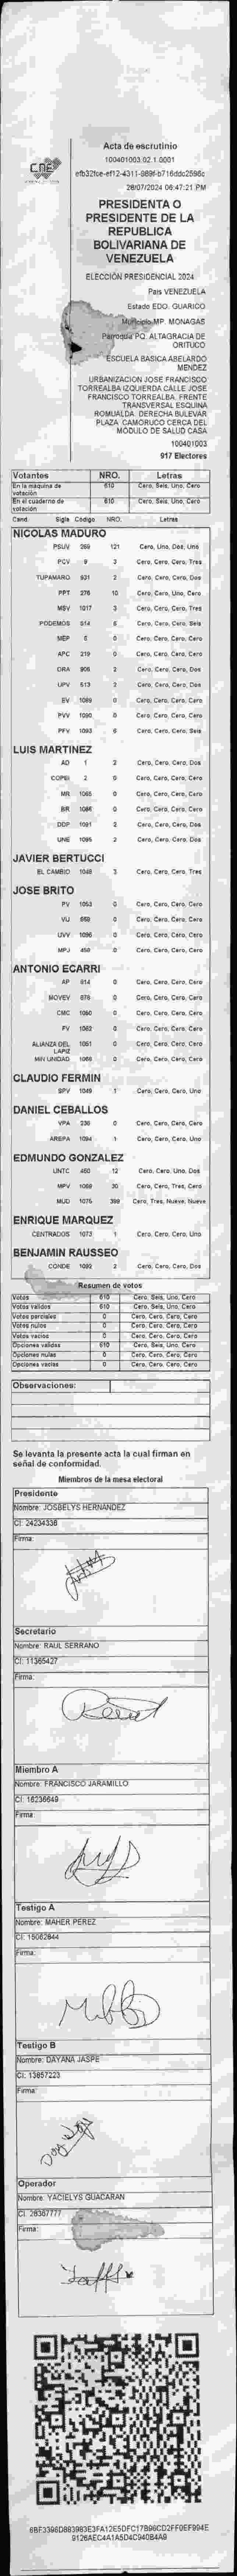 CNE
Acta de escrutinio
100401003.02.1.0001
28/07/2024 06:47:21 PM
PRESIDENTA O
PRESIDENTE DE LA
REPUBLICA
BOLIVARIANA DE
VENEZUELA
ELECCIÓN PRESIDENCIAL 2024
País VENEZUELA
Estado EDO. GUARICO
Municipio MP. MONAGAS
Parroquia PQ. ALTAGRACIA DE
ORITUCO
ESCUELA BASICA ABELARDO
MENDEZ
URBANIZACION JOSE FRANCISCO
TORREALBA IZQUIERDA CALLE JOSE
FRANCISCO TORREALBA. FRENTE
TRANSVERSAL ESQUINA
ROMUALDA. DERECHA BULEVAR
PLAZA CAMORUCO CERCA DEL
MODULO DE SALUD CASA
100401003
917 Electores
Votantes NRO. Letras
En la máquina de votación 610 Cero, Seis, Uno, Cero
En el cuaderno de votación 610 Cero, Seis, Uno, Cero
Cand. Sigla Código NRO. Letras
NICOLAS MADURO
PSUV 269 121 Cero, Uno, Dos, Uno
PCV 9 3 Cero, Cero, Cero, Tres
TUPAMARO 931 2 Cero, Cero, Cero, Dos
PPT 276 10 Cero, Cero, Uno, Cero
MSV 1017 3 Cero, Cero, Cero, Tres
PODEMOS 814 6 Cero, Cero, Cero, Seis
MEP 6 0 Cero, Cero, Cero, Cero
APC 219 0 Cero, Cero, Cero, Cero
ORA 906 2 Cero, Cero, Cero, Dos
UPV 513 2 Cero, Cero, Cero, Dos
EV 1089 0 Cero, Cero, Cero, Cero
PVV 1090 0 Cero, Cero, Cero, Cero
PFV 1093 6 Cero, Cero, Cero, Seis
LUIS MARTINEZ
AD 1 2 Cero, Cero, Cero, Dos
COPEI 2 0 Cero, Cero, Cero, Cero
MR 1065 0 Cero, Cero, Cero, Cero
BR 1086 0 Cero, Cero, Cero, Cero
DDP 1091 2 Cero, Cero, Cero, Dos
UNE 1095 2 Cero, Cero, Cero, Dos
JAVIER BERTUCCI
EL CAMBIO 1048 3 Cero, Cero, Cero, Tres
JOSE BRITO
PV 1053 0 Cero, Cero, Cero, Cero
VU 659 0 Cero, Cero, Cero, Cero
UVV 1096 0 Cero, Cero, Cero, Cero
MPJ 450 0 Cero, Cero, Cero, Cero
ANTONIO ECARRI
AP 914 0 Cero, Cero, Cero, Cero
MOVEV 876 0 Cero, Cero, Cero, Cero
CMC 1060 0 Cero, Cero, Cero, Cero
FV 1062 0 Cero, Cero, Cero, Cero
ALIANZA DEL LAPIZ 1051 0 Cero, Cero, Cero, Cero
MIN UNIDAD 1066 0 Cero, Cero, Cero, Cero
CLAUDIO FERMIN
SPV 1049 1 Cero, Cero, Cero, Uno
DANIEL CEBALLOS
VPA 236 0 Cero, Cero, Cero, Cero
AREPA 1094 1 Cero, Cero, Cero, Uno
EDMUNDO GONZALEZ
UNTC 460 12 Cero, Cero, Uno, Dos
MPV 1069 30 Cero, Cero, Tres, Cero
MUD 1075 399 Cero, Tres, Nueve, Nueve
ENRIQUE MARQUEZ
CENTRADOS 1073 1 Cero, Cero, Cero, Uno
BENJAMIN RAUSSEO
CONDE 1092 2 Cero, Cero, Cero, Dos
Resumen de votos
Votos 610 Cero, Seis, Uno, Cero
Votos válidos 610 Cero, Seis, Uno, Cero
Votos parciales 0 Cero, Cero, Cero, Cero
Votos nulos 0 Cero, Cero, Cero, Cero
Votos vacíos 0 Cero, Cero, Cero, Cero
Opciones válidas 610 Cero, Seis, Uno, Cero
Opciones nulas 0 Cero, Cero, Cero, Cero
Opciones vacías 0 Cero, Cero, Cero, Cero
Observaciones:
Se levanta la presente acta la cual firman en
señal de conformidad.
Miembros de la mesa electoral
Presidente
Nombre: JOSBELYS HERNANDEZ
CI: 24234338
Firma:
Secretario
Nombre: RAUL SERRANO
CI: 11365427
Firma:
Miembro A
Nombre: FRANCISCO JARAMILLO
CI: 16236649
Firma:
Testigo A
Nombre: MAHER PEREZ
CI: 15082844
Firma:
Testigo B
Nombre: DAYANA JASPE
CI: 13857223
Firma:
Operador
Nombre: YACIELYS GUACARAN
CI: 28367777
Firma: